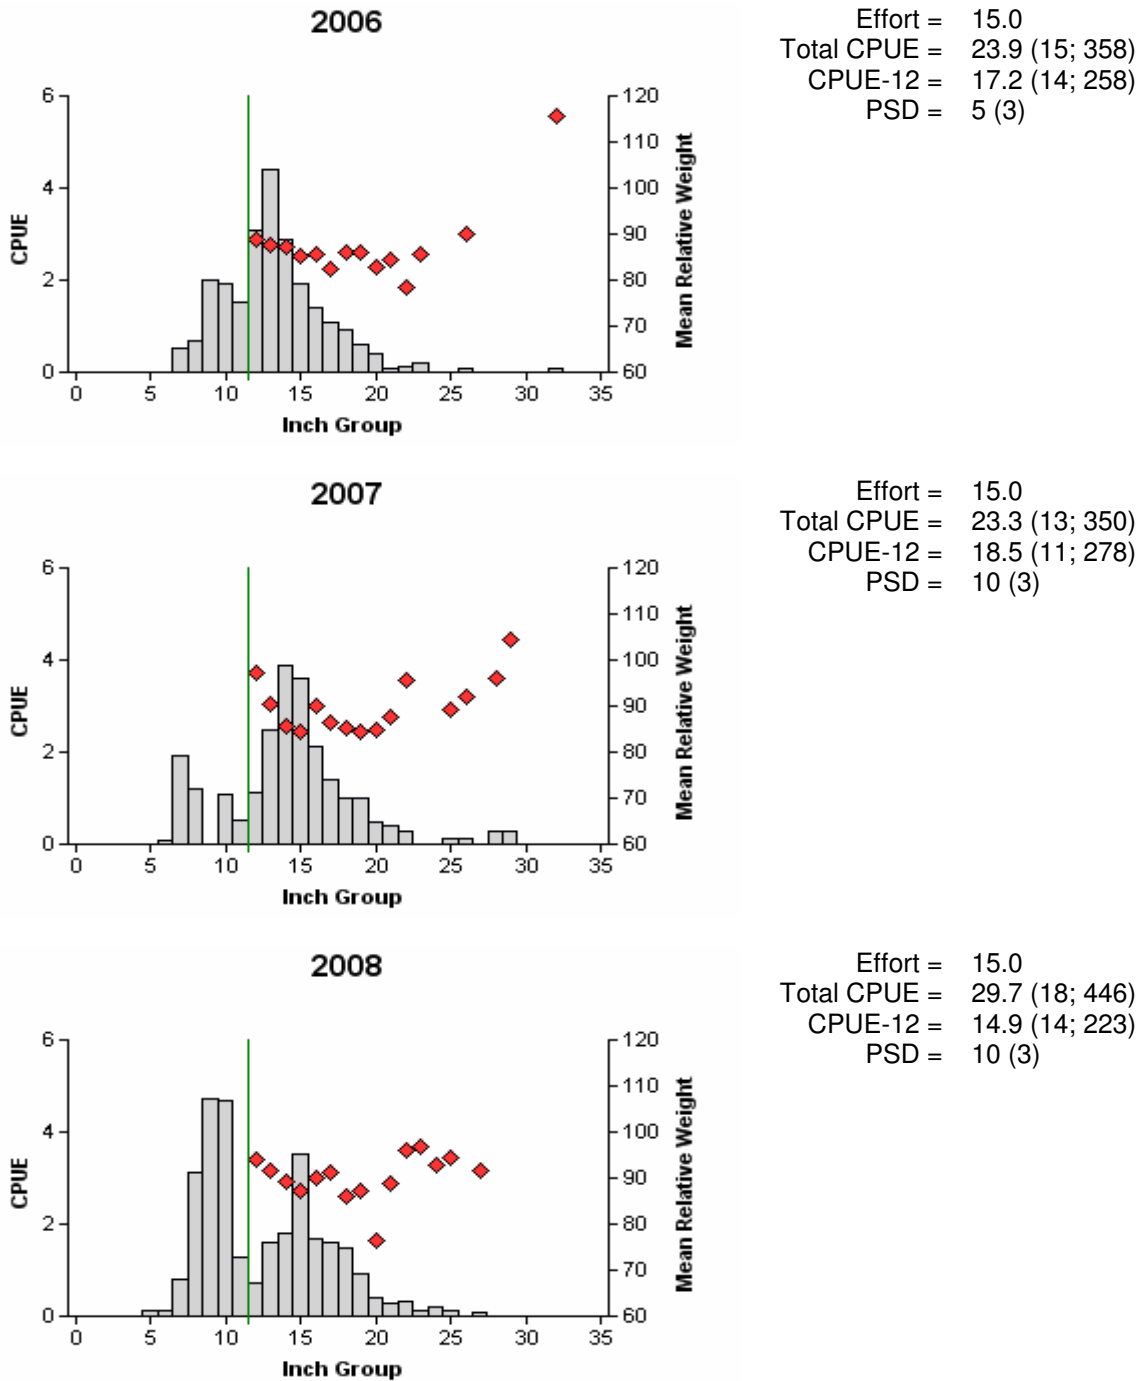 2006
Effort = 15.0
Total CPUE = 23.9 (15; 358)
CPUE-12 = 17.2 (14; 258)
PSD = 5 (3)
6
4
2
0
CPUE
120
110
100
90
80
70
60
Mean Relative Weight
0 5 10 15 20 25 30 35
Inch Group
2007
Effort = 15.0
Total CPUE = 23.3 (13; 350)
CPUE-12 = 18.5 (11; 278)
PSD = 10 (3)
6
4
2
0
CPUE
120
110
100
90
80
70
60
Mean Relative Weight
0 5 10 15 20 25 30 35
Inch Group
2008
Effort = 15.0
Total CPUE = 29.7 (18; 446)
CPUE-12 = 14.9 (14; 223)
PSD = 10 (3)
6
4
2
0
CPUE
120
110
100
90
80
70
60
Mean Relative Weight
0 5 10 15 20 25 30 35
Inch Group